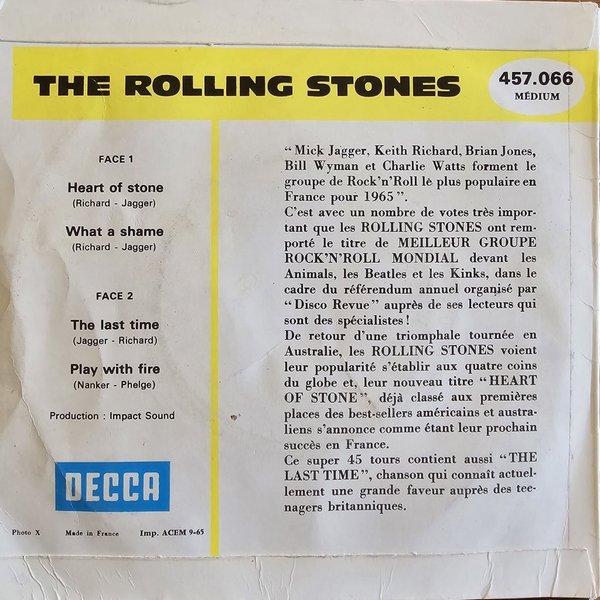 THE ROLLING STONES
457.066
MÉDIUM
FACE 1
Heart of stone
(Richard - Jagger)
What a shame
(Richard - Jagger)
FACE 2
The last time
(Jagger - Richard)
Play with fire
(Nanker - Phelge)
Production : Impact Sound
DECCA
Photo X Made in France Imp. ACEM 9-65
“ Mick Jagger, Keith Richard, Brian Jones,
Bill Wyman et Charlie Watts forment le
groupe de Rock’n’Roll le plus populaire en
France pour 1965 ”.
C’est avec un nombre de votes très impor-
tant que les ROLLING STONES ont rem-
porté le titre de MEILLEUR GROUPE
ROCK’N’ROLL MONDIAL devant les
Animals, les Beatles et les Kinks, dans le
cadre du référendum annuel organisé par
“ Disco Revue ” auprès de ses lecteurs qui
sont des spécialistes !
De retour d’une triomphale tournée en
Australie, les ROLLING STONES voient
leur popularité s’établir aux quatre coins
du globe et, leur nouveau titre “HEART
OF STONE”, déjà classé aux premières
places des best-sellers américains et austra-
liens s’annonce comme étant leur prochain
succès en France.
Ce super 45 tours contient aussi “THE
LAST TIME”, chanson qui connaît actuel-
lement une grande faveur auprès des tee-
nagers britanniques.